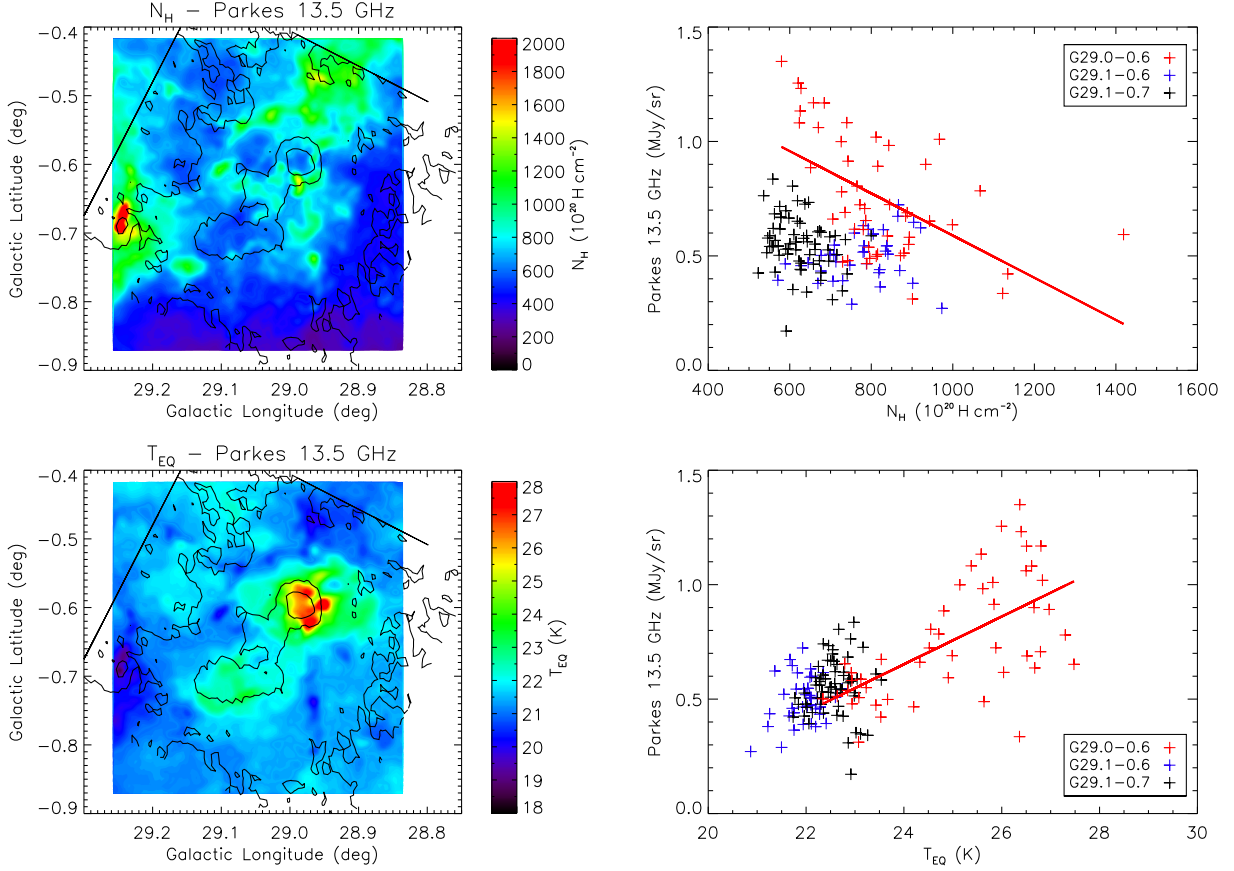 N_H – Parkes 13.5 GHz
−0.4
−0.5
−0.6
−0.7
−0.8
−0.9
Galactic Latitude (deg)
29.2 29.1 29.0 28.9 28.8
Galactic Longitude (deg)
2000
1800
1600
1400
1200
1000
800
600
400
200
0
N_H (10^20 H cm^−2)
1.5
1.0
0.5
0.0
Parkes 13.5 GHz (MJy/sr)
G29.0−0.6
G29.1−0.6
G29.1−0.7
400 600 800 1000 1200 1400 1600
N_H (10^20 H cm^−2)
T_EQ – Parkes 13.5 GHz
−0.4
−0.5
−0.6
−0.7
−0.8
−0.9
Galactic Latitude (deg)
29.2 29.1 29.0 28.9 28.8
Galactic Longitude (deg)
28
27
26
25
24
23
22
21
20
19
18
T_EQ (K)
1.5
1.0
0.5
0.0
Parkes 13.5 GHz (MJy/sr)
G29.0−0.6
G29.1−0.6
G29.1−0.7
20 22 24 26 28 30
T_EQ (K)